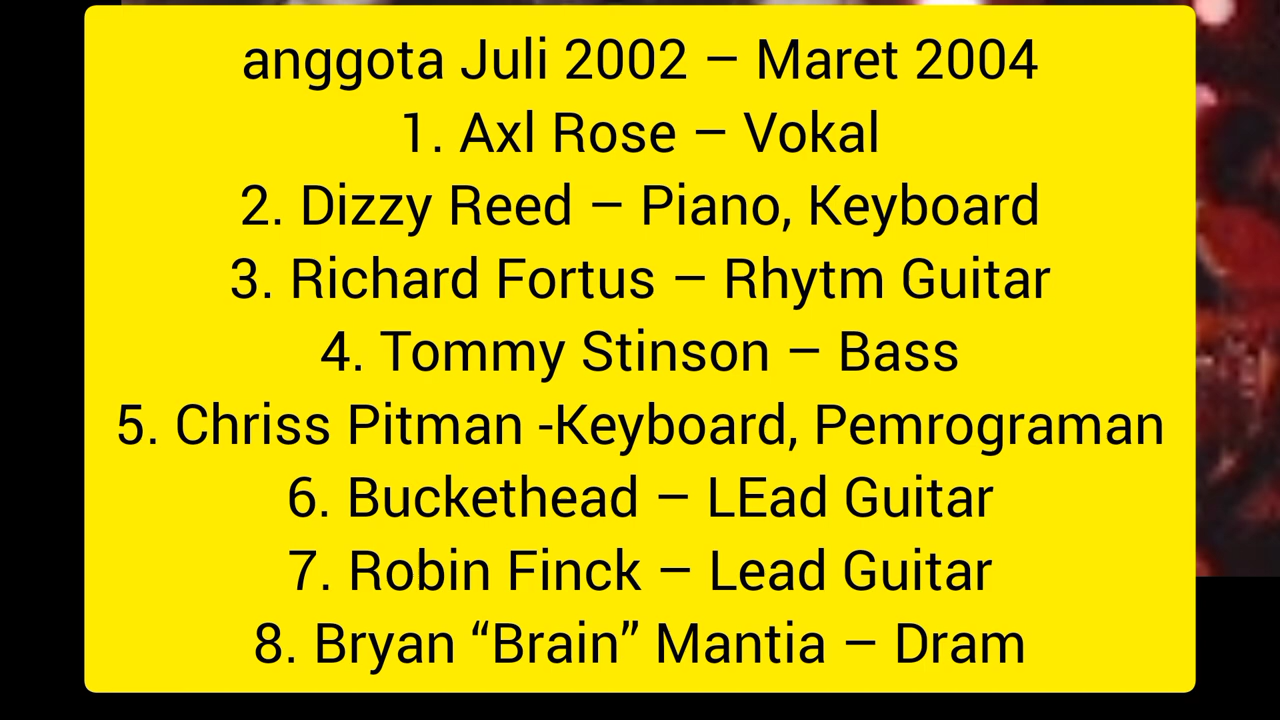 anggota Juli 2002 – Maret 2004
1. Axl Rose – Vokal
2. Dizzy Reed – Piano, Keyboard
3. Richard Fortus – Rhytm Guitar
4. Tommy Stinson – Bass
5. Chriss Pitman -Keyboard, Pemrograman
6. Buckethead – LEad Guitar
7. Robin Finck – Lead Guitar
8. Bryan “Brain” Mantia – Dram